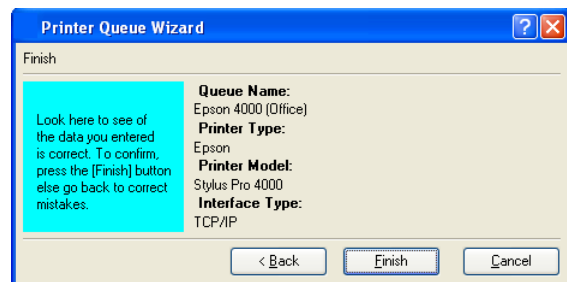 Printer Queue Wizard
Finish
Look here to see of
the data you entered
is correct. To confirm,
press the [Finish] button
else go back to correct
mistakes.
Queue Name:
Epson 4000 (Office)
Printer Type:
Epson
Printer Model:
Stylus Pro 4000
Interface Type:
TCP/IP
< Back
Finish
Cancel